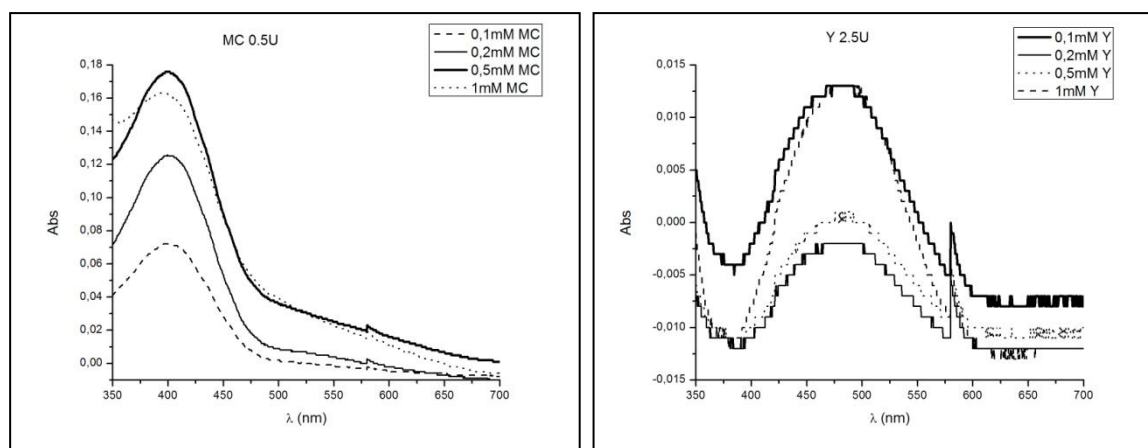 MC 0.5U
0,1mM MC
0,2mM MC
0,5mM MC
1mM MC
0,18
0,16
0,14
0,12
0,10
0,08
0,06
0,04
0,02
0,00
Abs
350 400 450 500 550 600 650 700
λ (nm)
Y 2.5U
0,1mM Y
0,2mM Y
0,5mM Y
1mM Y
0,015
0,010
0,005
0,000
-0,005
-0,010
-0,015
Abs
350 400 450 500 550 600 650 700
λ (nm)